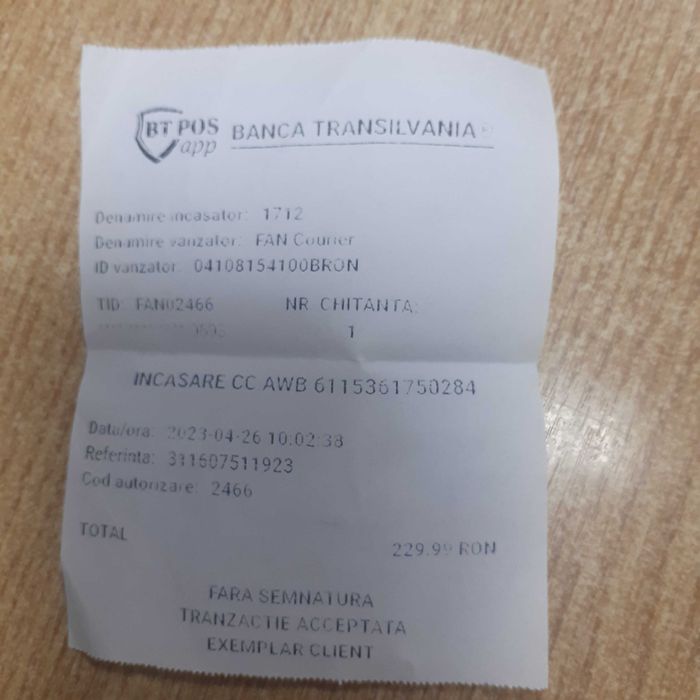 BT POS app BANCA TRANSILVANIA®
Denumire incasator: 1712
Denumire vanzator: FAN Courier
ID vanzator: 04108154100BRON
TID: FAN02466 NR. CHITANTA:
1
INCASARE CC AWB 6115361750284
Data/ora: 2023-04-26 10:02:38
Referinta: 311607511923
Cod autorizare: 2466
TOTAL
229.99 RON
FARA SEMNATURA
TRANZACTIE ACCEPTATA
EXEMPLAR CLIENT